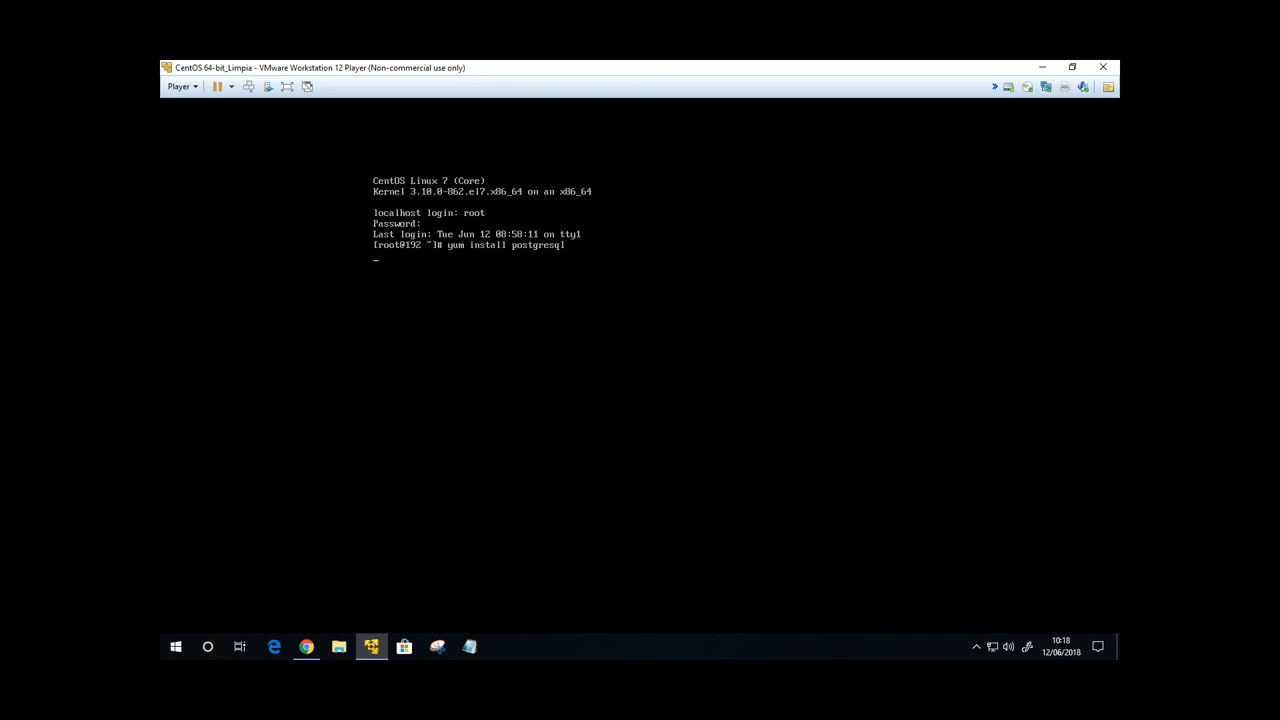 CentOS 64-bit_Limpia - VMware Workstation 12 Player (Non-commercial use only)
Player
CentOS Linux 7 (Core)
Kernel 3.10.0-862.el7.x86_64 on an x86_64
localhost login: root
Password:
Last login: Tue Jun 12 08:58:11 on tty1
[root@192 ~]# yum install postgresql
10:18
12/06/2018